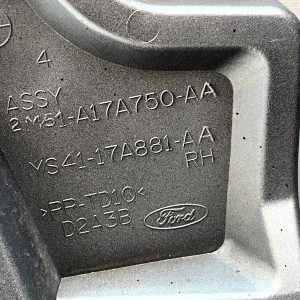 4
C
ASSY
2M51-A17A750-AA
YS41-17A881-AA
RH
>PP-TD10<
D2A3B
Ford